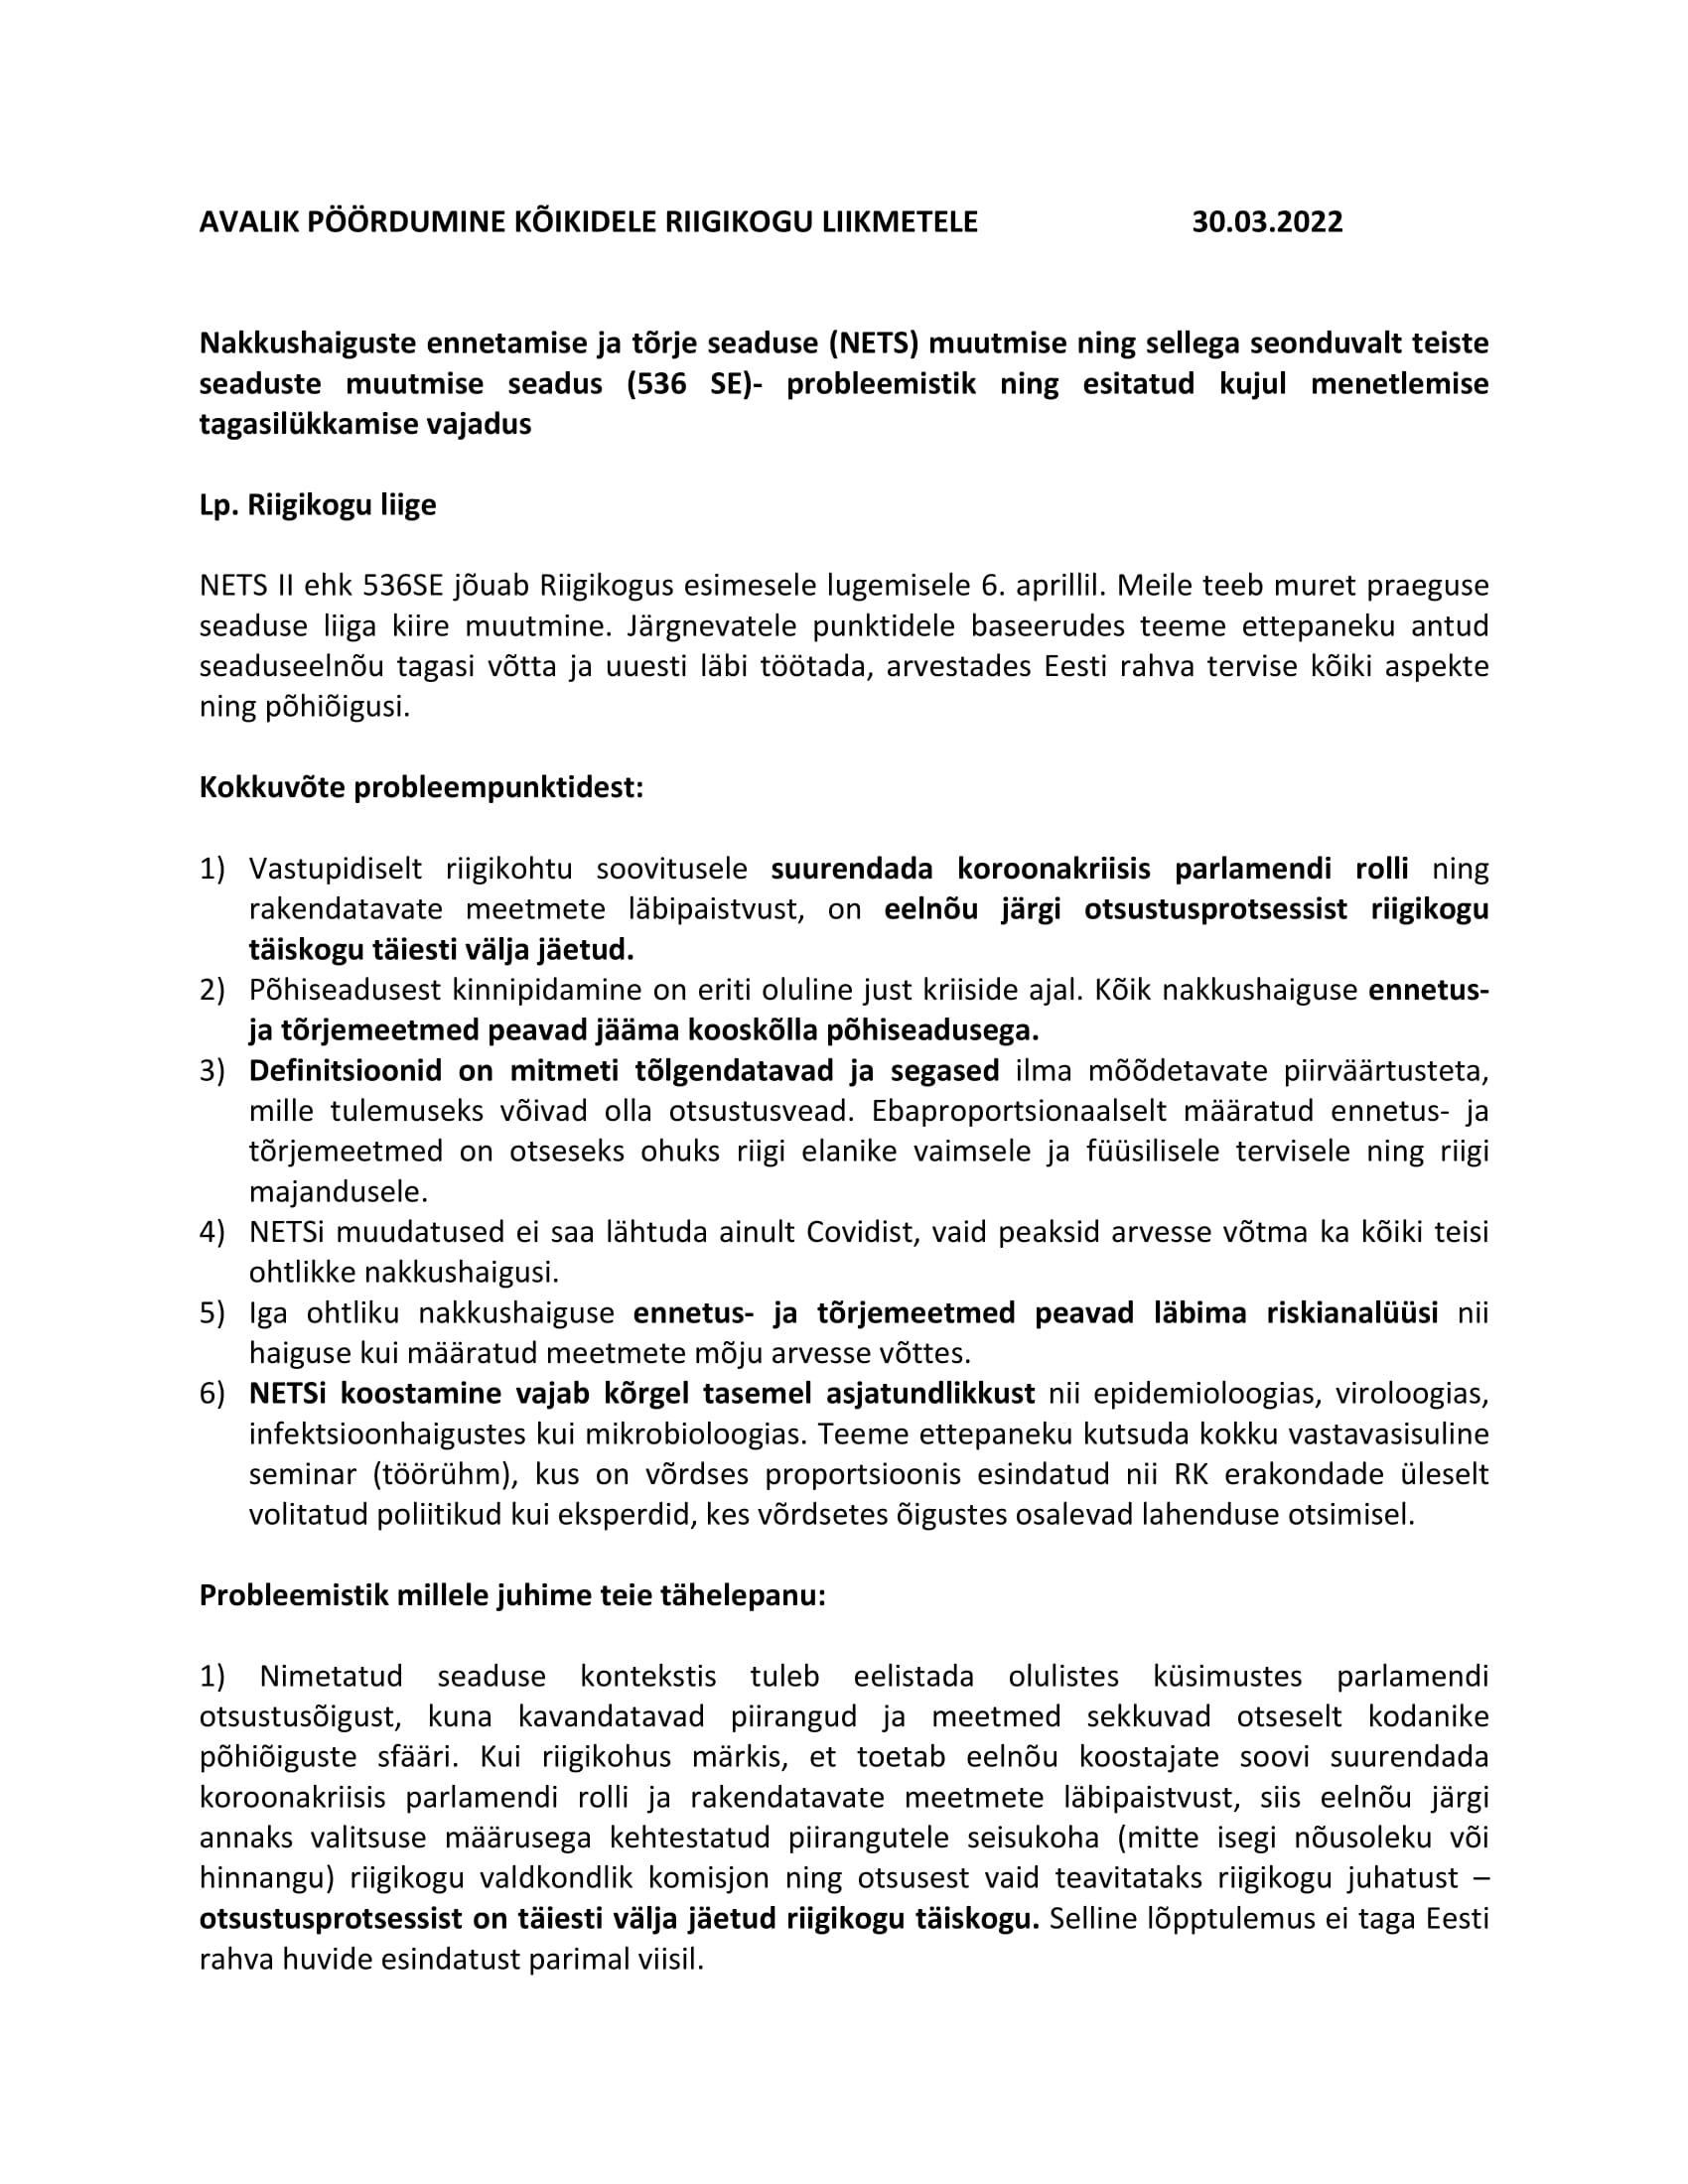 AVALIK PÖÖRDUMINE KÕIKIDELE RIIGIKOGU LIIKMETELE 30.03.2022
Nakkushaiguste ennetamise ja tõrje seaduse (NETS) muutmise ning sellega seonduvalt teiste
seaduste muutmise seadus (536 SE)- probleemistik ning esitatud kujul menetlemise
tagasilükkamise vajadus
Lp. Riigikogu liige
NETS II ehk 536SE jõuab Riigikogus esimesele lugemisele 6. aprillil. Meile teeb muret praeguse
seaduse liiga kiire muutmine. Järgnevatele punktidele baseerudes teeme ettepaneku antud
seaduseelnõu tagasi võtta ja uuesti läbi töötada, arvestades Eesti rahva tervise kõiki aspekte
ning põhiõigusi.
Kokkuvõte probleempunktidest:
1) Vastupidiselt riigikohtu soovitusele suurendada koroonakriisis parlamendi rolli ning
rakendatavate meetmete läbipaistvust, on eelnõu järgi otsustusprotsessist riigikogu
täiskogu täiesti välja jäetud.
2) Põhiseadusest kinnipidamine on eriti oluline just kriiside ajal. Kõik nakkushaiguse ennetus-
ja tõrjemeetmed peavad jääma kooskõlla põhiseadusega.
3) Definitsioonid on mitmeti tõlgendatavad ja segased ilma mõõdetavate piirväärtusteta,
mille tulemuseks võivad olla otsustusvead. Ebaproportsionaalselt määratud ennetus- ja
tõrjemeetmed on otseseks ohuks riigi elanike vaimsele ja füüsilisele tervisele ning riigi
majandusele.
4) NETSi muudatused ei saa lähtuda ainult Covidist, vaid peaksid arvesse võtma ka kõiki teisi
ohtlikke nakkushaigusi.
5) Iga ohtliku nakkushaiguse ennetus- ja tõrjemeetmed peavad läbima riskianalüüsi nii
haiguse kui määratud meetmete mõju arvesse võttes.
6) NETSi koostamine vajab kõrgel tasemel asjatundlikkust nii epidemioloogias, viroloogias,
infektsioonhaigustes kui mikrobioloogias. Teeme ettepaneku kutsuda kokku vastavasisuline
seminar (töörühm), kus on võrdses proportsioonis esindatud nii RK erakondade üleselt
volitatud poliitikud kui eksperdid, kes võrdsetes õigustes osalevad lahenduse otsimisel.
Probleemistik millele juhime teie tähelepanu:
1) Nimetatud seaduse kontekstis tuleb eelistada olulistes küsimustes parlamendi
otsustusõigust, kuna kavandatavad piirangud ja meetmed sekkuvad otseselt kodanike
põhiõiguste sfääri. Kui riigikohus märkis, et toetab eelnõu koostajate soovi suurendada
koroonakriisis parlamendi rolli ja rakendatavate meetmete läbipaistvust, siis eelnõu järgi
annaks valitsuse määrusega kehtestatud piirangutele seisukoha (mitte isegi nõusoleku või
hinnangu) riigikogu valdkondlik komisjon ning otsusest vaid teavitataks riigikogu juhatust –
otsustusprotsessist on täiesti välja jäetud riigikogu täiskogu. Selline lõpptulemus ei taga Eesti
rahva huvide esindatust parimal viisil.